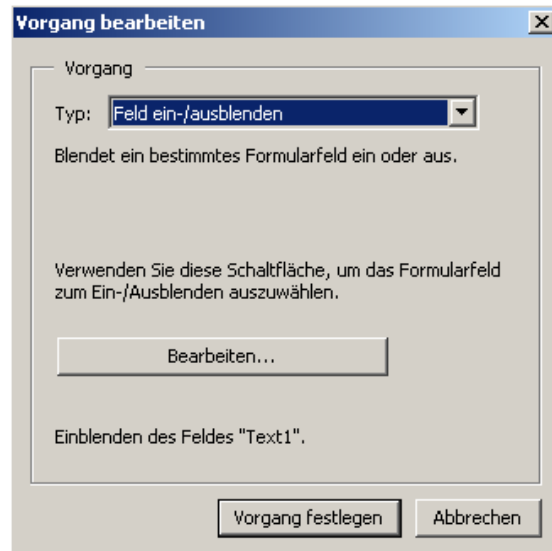 Vorgang bearbeiten
Vorgang
Typ: Feld ein-/ausblenden
Blendet ein bestimmtes Formularfeld ein oder aus.
Verwenden Sie diese Schaltfläche, um das Formularfeld
zum Ein-/Ausblenden auszuwählen.
Bearbeiten...
Einblenden des Feldes "Text1".
Vorgang festlegen Abbrechen